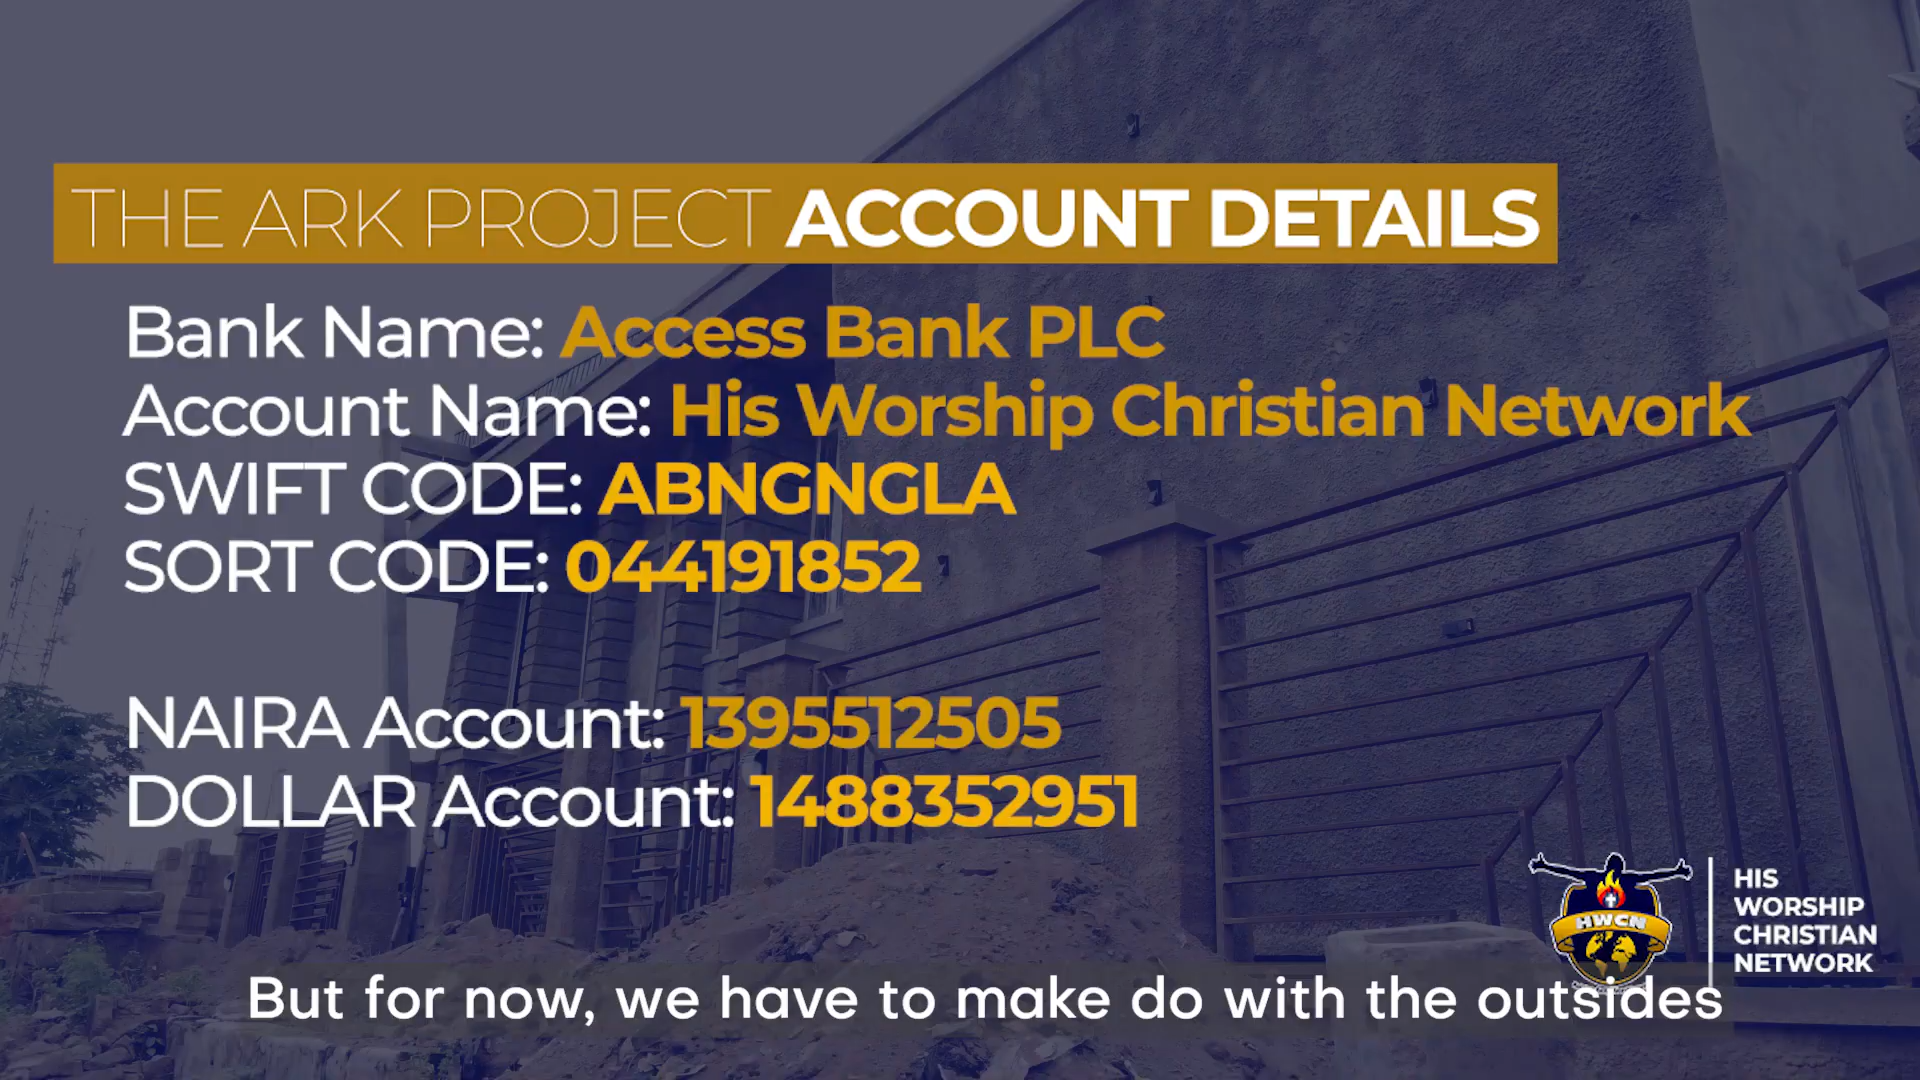 THE ARK PROJECT ACCOUNT DETAILS
Bank Name: Access Bank PLC
Account Name: His Worship Christian Network
SWIFT CODE: ABNGNGLA
SORT CODE: 044191852
NAIRA Account: 1395512505
DOLLAR Account: 1488352951
HWCN
HIS
WORSHIP
CHRISTIAN
NETWORK
But for now, we have to make do with the outsides